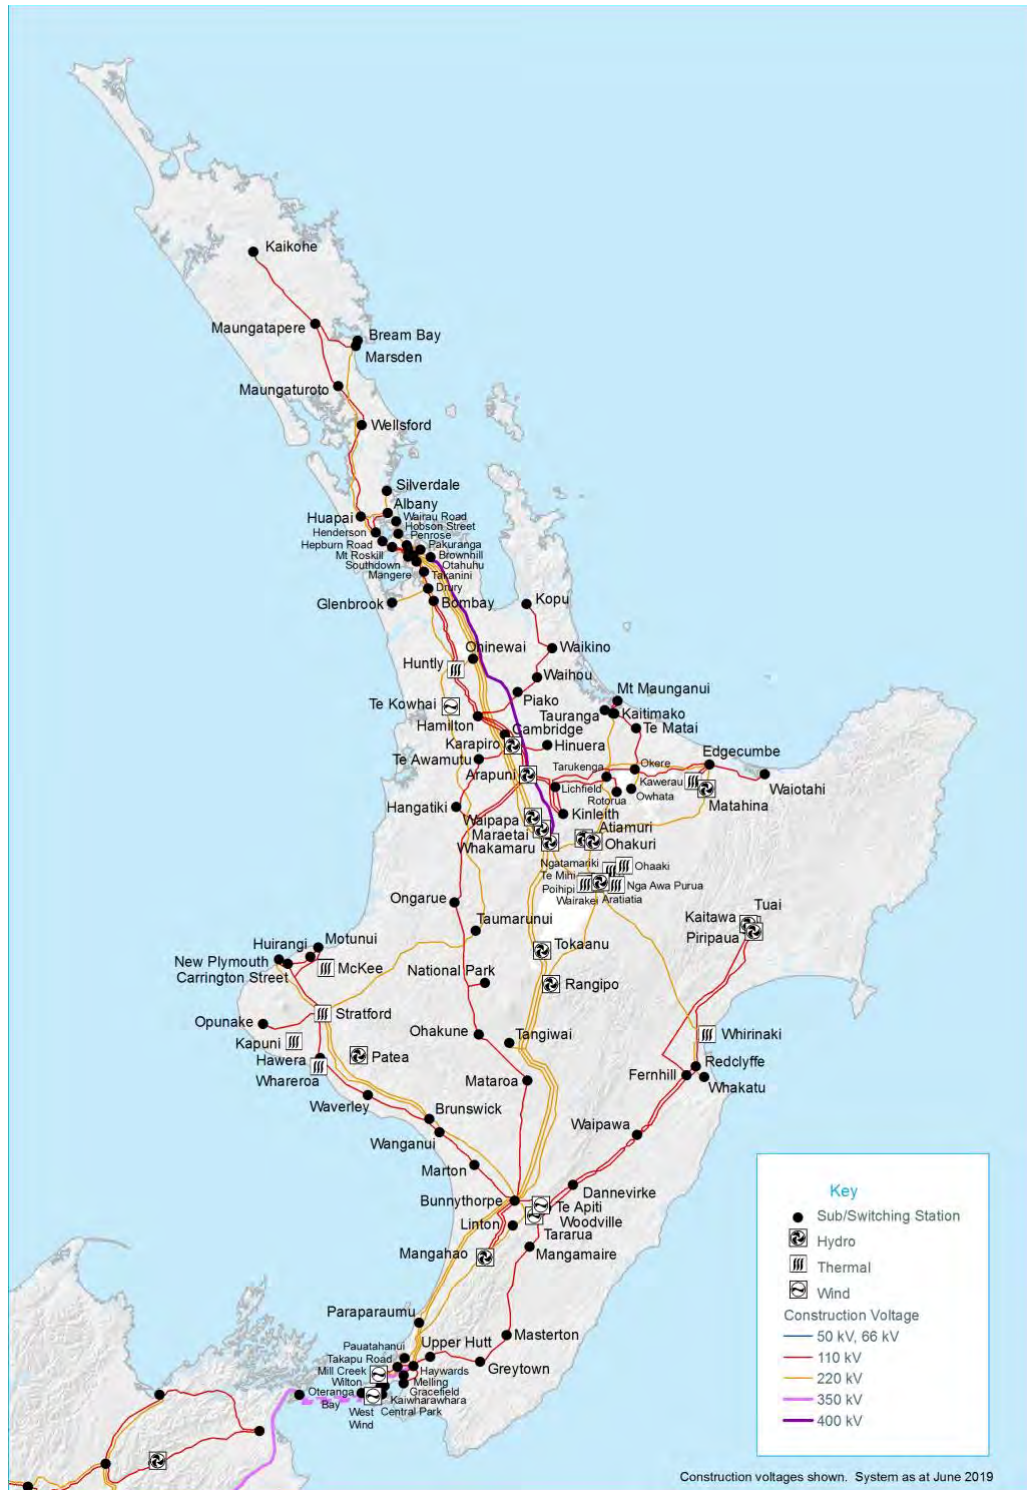 Kaikohe
Maungatapere
Bream Bay
Marsden
Maungaturoto
Wellsford
Silverdale
Albany
Huapai
Wairau Road
Hobson Street
Henderson
Penrose
Hepburn Road
Pakuranga
Mt Roskill
Brownhill
Southdown
Otahuhu
Mangere
Takanini
Drury
Glenbrook
Bombay
Kopu
Ohinewai
Waikino
Huntly
Waihou
Mt Maunganui
Piako
Te Kowhai
Tauranga
Kaitimako
Hamilton
Cambridge
Te Matai
Karapiro
Hinuera
Edgecumbe
Te Awamutu
Okere
Tarukenga
Arapuni
Kawerau
Waiotahi
Lichfield
Rotorua
Owhata
Matahina
Hangatiki
Waipapa
Kinleith
Maraetai
Atiamuri
Whakamaru
Ohakuri
Ngatamariki
Ohaaki
Te Mihi
Poihipi
Nga Awa Purua
Wairakei
Aratiatia
Ongarue
Tuai
Kaitawa
Taumarunui
Piripaua
Motunui
Huirangi
Tokaanu
New Plymouth
McKee
Carrington Street
National Park
Rangipo
Stratford
Opunake
Ohakune
Tangiwai
Whirinaki
Kapuni
Hawera
Patea
Redclyffe
Whareroa
Fernhill
Mataroa
Whakatu
Waverley
Brunswick
Waipawa
Wanganui
Marton
Dannevirke
Bunnythorpe
Te Apiti
Woodville
Linton
Tararua
Mangahao
Mangamaire
Paraparaumu
Masterton
Pauatahanui
Upper Hutt
Takapu Road
Greytown
Mill Creek
Haywards
Wilton
Melling
Oteranga
Bay
Gracefield
Kaiwharawhara
West
Wind
Central Park
Key
Sub/Switching Station
Hydro
Thermal
Wind
Construction Voltage
50 kV, 66 kV
110 kV
220 kV
350 kV
400 kV
Construction voltages shown.  System as at June 2019